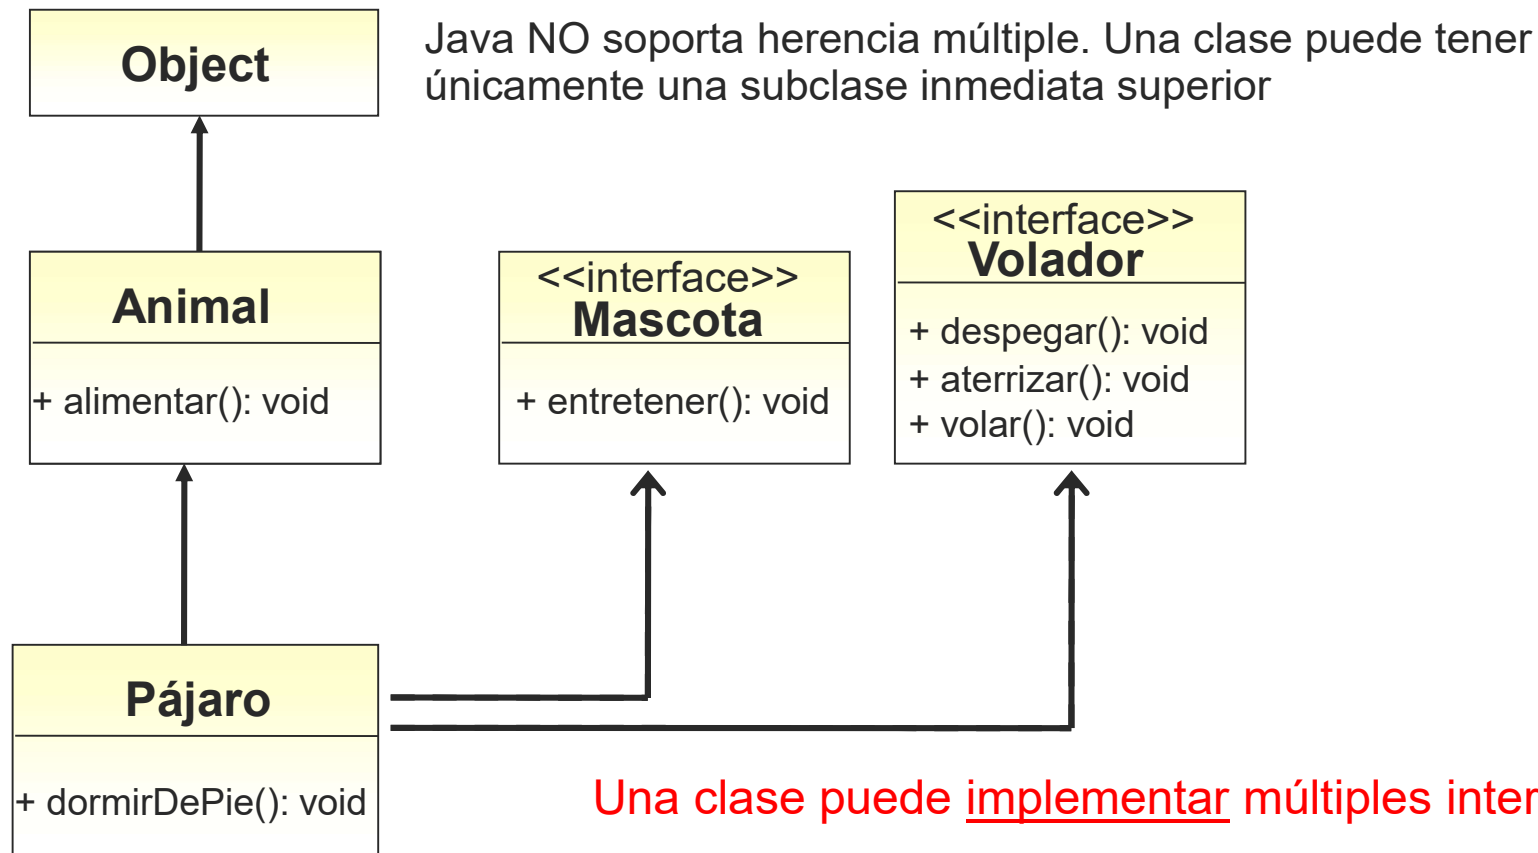 Object
Java NO soporta herencia múltiple. Una clase puede tener
únicamente una subclase inmediata superior
Animal
+ alimentar(): void
<<interface>>
Mascota
+ entretener(): void
<<interface>>
Volador
+ despegar(): void
+ aterrizar(): void
+ volar(): void
Pájaro
+ dormirDePie(): void
Una clase puede implementar múltiples inter